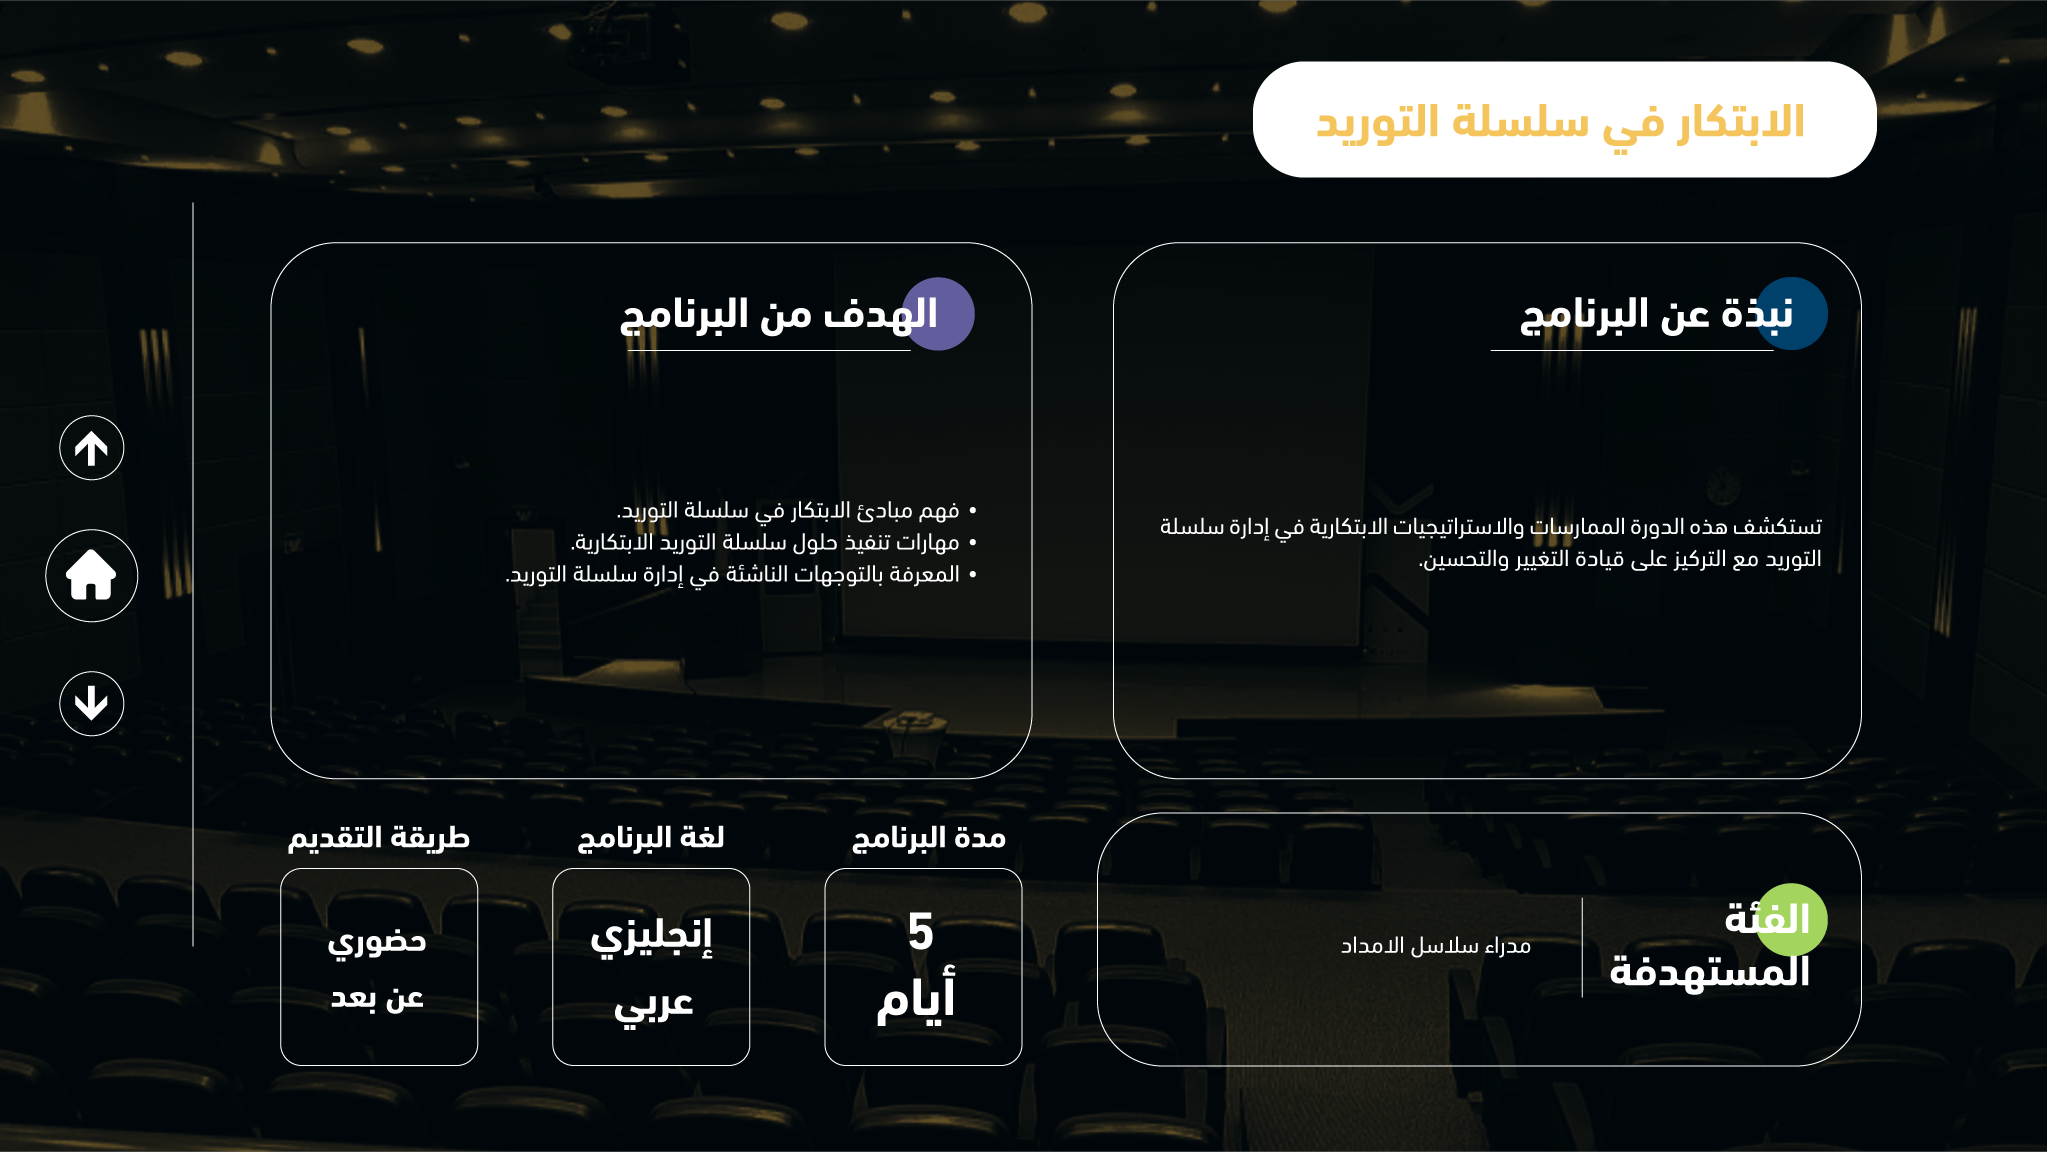 الابتكار في سلسلة التوريد
نبذة عن البرنامج
تستكشف هذه الدورة الممارسات والاستراتيجيات الابتكارية في إدارة سلسلة
التوريد مع التركيز على قيادة التغيير والتحسين.
الهدف من البرنامج
• فهم مبادئ الابتكار في سلسلة التوريد.
• مهارات تنفيذ حلول سلسلة التوريد الابتكارية.
• المعرفة بالتوجهات الناشئة في إدارة سلسلة التوريد.
الفئة
المستهدفة
مدراء سلاسل الامداد
مدة البرنامج
5
أيام
لغة البرنامج
إنجليزي
عربي
طريقة التقديم
حضوري
عن بعد